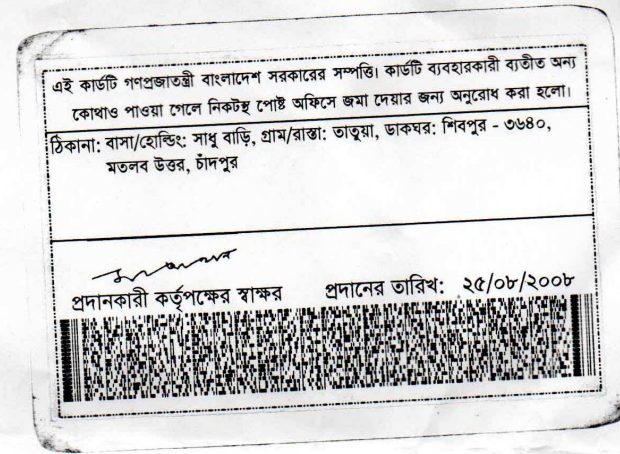 এই কার্ডটি গণপ্রজাতন্ত্রী বাংলাদেশ সরকারের সম্পত্তি। কার্ডটি ব্যবহারকারী ব্যতীত অন্য
কোথাও পাওয়া গেলে নিকটস্থ পোষ্ট অফিসে জমা দেয়ার জন্য অনুরোধ করা হলো।
ঠিকানা: বাসা/হোল্ডিং: সাধু বাড়ি, গ্রাম/রাস্তা: তাতুয়া, ডাকঘর: শিবপুর - ৩৬৪০,
মতলব উত্তর, চাঁদপুর
প্রদানকারী কর্তৃপক্ষের স্বাক্ষর প্রদানের তারিখ: ২৫/০৮/২০০৮